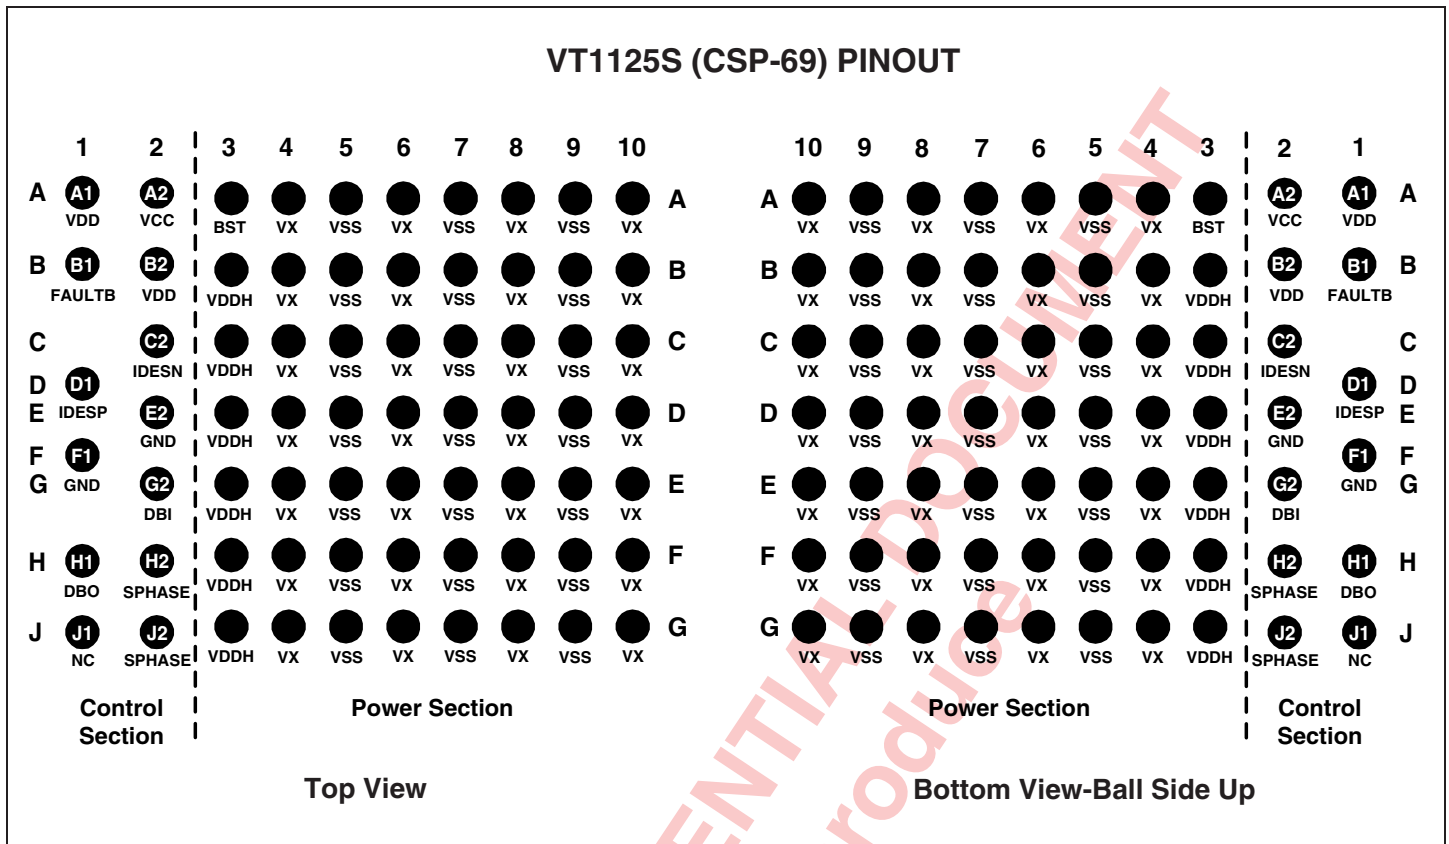 VT1125S (CSP-69) PINOUT
1 2 3 4 5 6 7 8 9 10 10 9 8 7 6 5 4 3 2 1
A A1 A2 A A A2 A1 A
VDD VCC BST VX VSS VX VSS VX VSS VX VX VSS VX VSS VX VSS VX BST VCC VDD
B B1 B2 B B B2 B1 B
FAULTB VDD VDDH VX VSS VX VSS VX VSS VX VX VSS VX VSS VX VSS VX VDDH VDD FAULTB
C C2 C C C2 C
IDESN VDDH VX VSS VX VSS VX VSS VX VX VSS VX VSS VX VSS VX VDDH IDESN
D D1 D1 D
E IDESP E2 D D E2 IDESP E
GND VDDH VX VSS VX VSS VX VSS VX VX VSS VX VSS VX VSS VX VDDH GND
F F1 F1 F
G GND G2 E E G2 GND G
DBI VDDH VX VSS VX VSS VX VSS VX VX VSS VX VSS VX VSS VX VDDH DBI
H H1 H2 F F H2 H1 H
DBO SPHASE VDDH VX VSS VX VSS VX VSS VX VX VSS VX VSS VX VSS VX VDDH SPHASE DBO
J J1 J2 G G J2 J1 J
NC SPHASE VDDH VX VSS VX VSS VX VSS VX VX VSS VX VSS VX VSS VX VDDH SPHASE NC
Control Section Power Section Power Section Control Section
Top View Bottom View-Ball Side Up
ENTIAL DOCUMENT
roduce